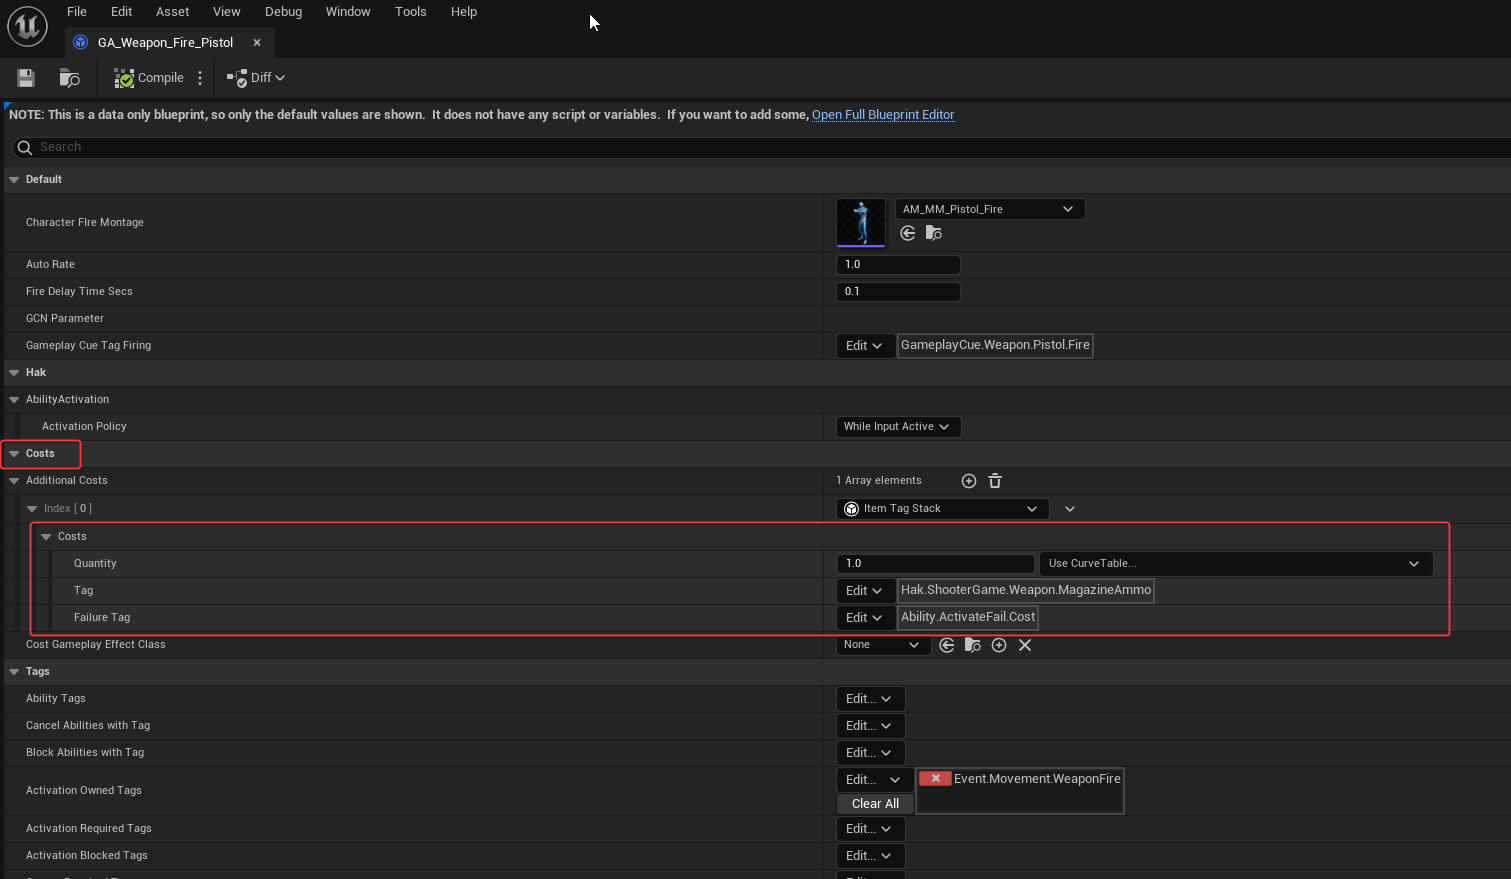 File Edit Asset View Debug Window Tools Help
GA_Weapon_Fire_Pistol
Compile Diff
NOTE: This is a data only blueprint, so only the default values are shown.  It does not have any script or variables.  If you want to add some, Open Full Blueprint Editor
Search
Default
Character FIre Montage AM_MM_Pistol_Fire
Auto Rate 1.0
Fire Delay Time Secs 0.1
GCN Parameter
Gameplay Cue Tag Firing Edit GameplayCue.Weapon.Pistol.Fire
Hak
AbilityActivation
Activation Policy While Input Active
Costs
Additional Costs 1 Array elements
Index [ 0 ] Item Tag Stack
Costs
Quantity 1.0 Use CurveTable...
Tag Edit Hak.ShooterGame.Weapon.MagazineAmmo
Failure Tag Edit Ability.ActivateFail.Cost
Cost Gameplay Effect Class None
Tags
Ability Tags Edit...
Cancel Abilities with Tag Edit...
Block Abilities with Tag Edit...
Activation Owned Tags Edit... Event.Movement.WeaponFire
Clear All
Activation Required Tags Edit...
Activation Blocked Tags Edit...